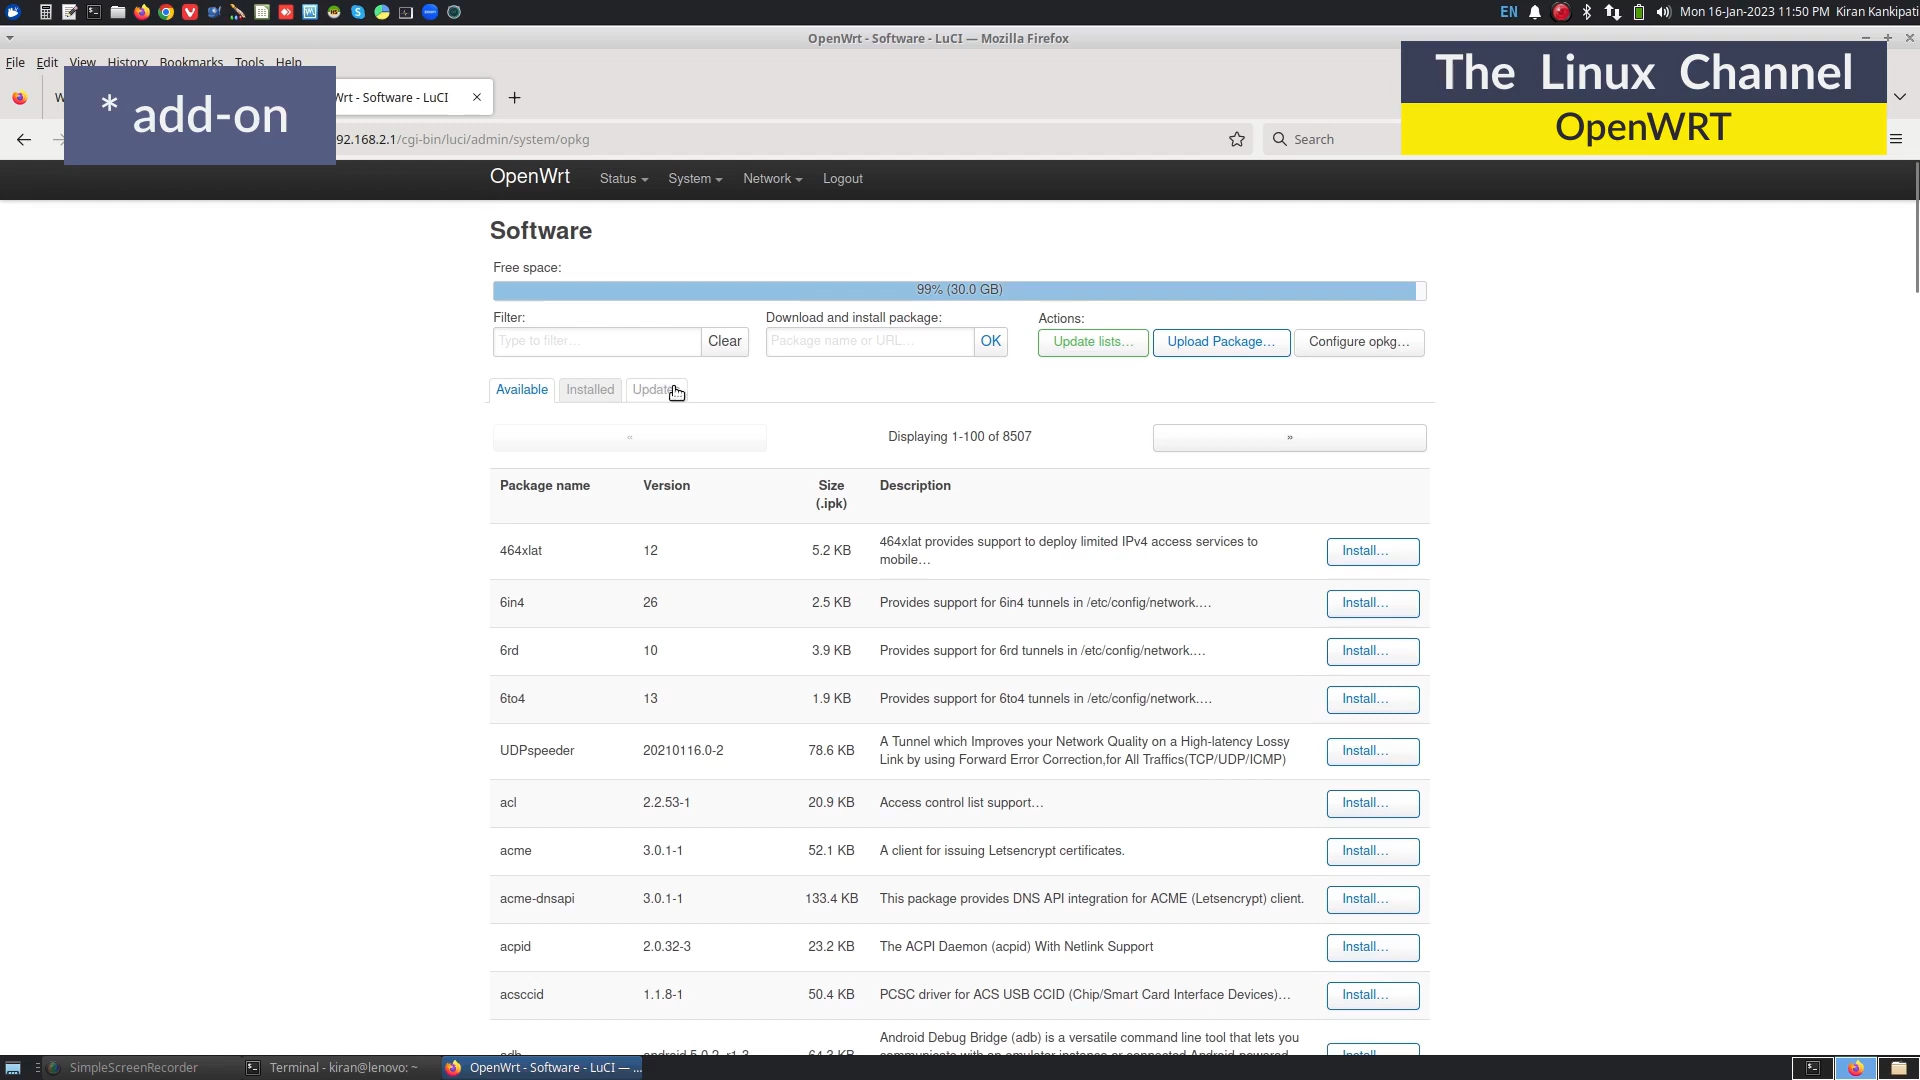 EN
Mon 16-Jan-2023 11:50 PM Kiran Kankipati
OpenWrt - Software - LuCI — Mozilla Firefox
File Edit View History Bookmarks Tools Help
The Linux Channel
OpenWRT
* add-on
W
Wrt - Software - LuCI
92.168.2.1/cgi-bin/luci/admin/system/opkg
Search
OpenWrt Status System Network Logout
Software
Free space:
99% (30.0 GB)
Filter: Download and install package: Actions:
Type to filter… Clear Package name or URL… OK Update lists… Upload Package… Configure opkg…
Available Installed Update
« Displaying 1-100 of 8507 »
Package name Version Size (.ipk) Description
464xlat 12 5.2 KB 464xlat provides support to deploy limited IPv4 access services to mobile… Install…
6in4 26 2.5 KB Provides support for 6in4 tunnels in /etc/config/network.… Install…
6rd 10 3.9 KB Provides support for 6rd tunnels in /etc/config/network.… Install…
6to4 13 1.9 KB Provides support for 6to4 tunnels in /etc/config/network.… Install…
UDPspeeder 20210116.0-2 78.6 KB A Tunnel which Improves your Network Quality on a High-latency Lossy Link by using Forward Error Correction,for All Traffics(TCP/UDP/ICMP) Install…
acl 2.2.53-1 20.9 KB Access control list support… Install…
acme 3.0.1-1 52.1 KB A client for issuing Letsencrypt certificates. Install…
acme-dnsapi 3.0.1-1 133.4 KB This package provides DNS API integration for ACME (Letsencrypt) client. Install…
acpid 2.0.32-3 23.2 KB The ACPI Daemon (acpid) With Netlink Support Install…
acsccid 1.1.8-1 50.4 KB PCSC driver for ACS USB CCID (Chip/Smart Card Interface Devices)… Install…
Android Debug Bridge (adb) is a versatile command line tool that lets you
SimpleScreenRecorder Terminal - kiran@lenovo: ~ OpenWrt - Software - LuCI — ...